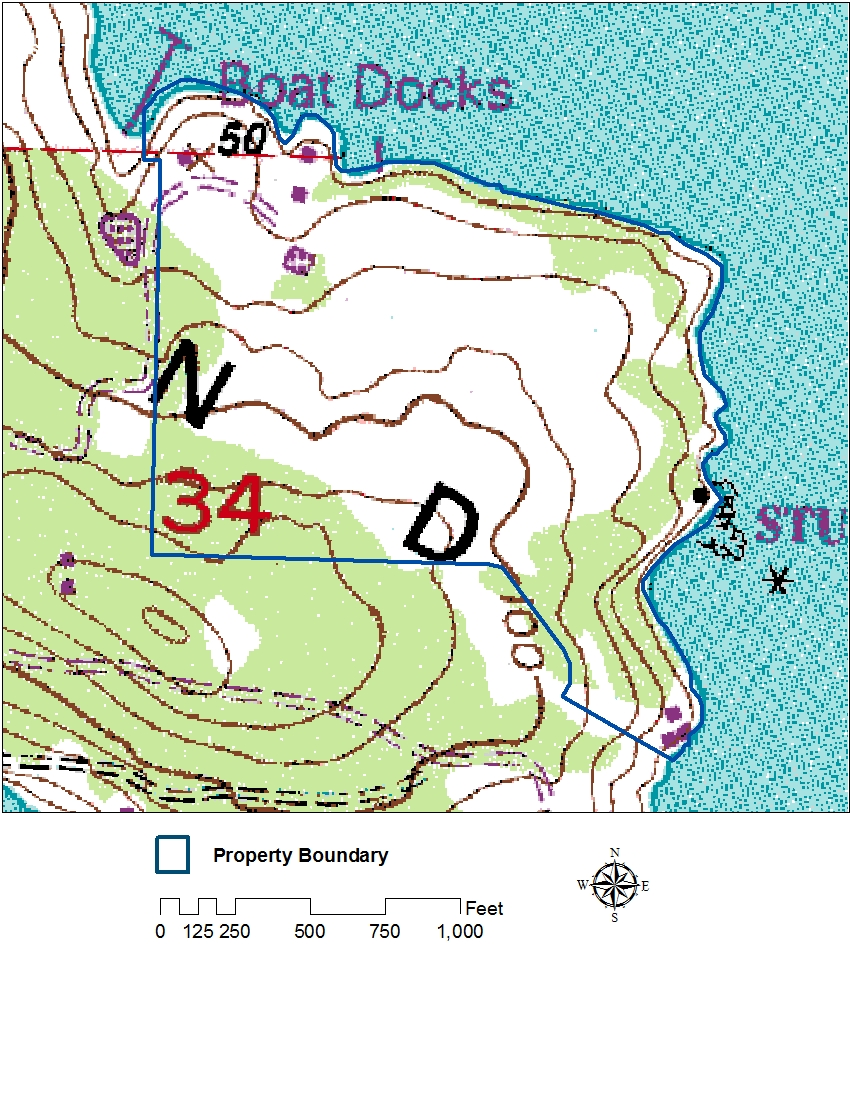 Boat Docks
50
N
34
D
STU
Property Boundary
Feet
0 125 250 500 750 1,000
N
W E
S